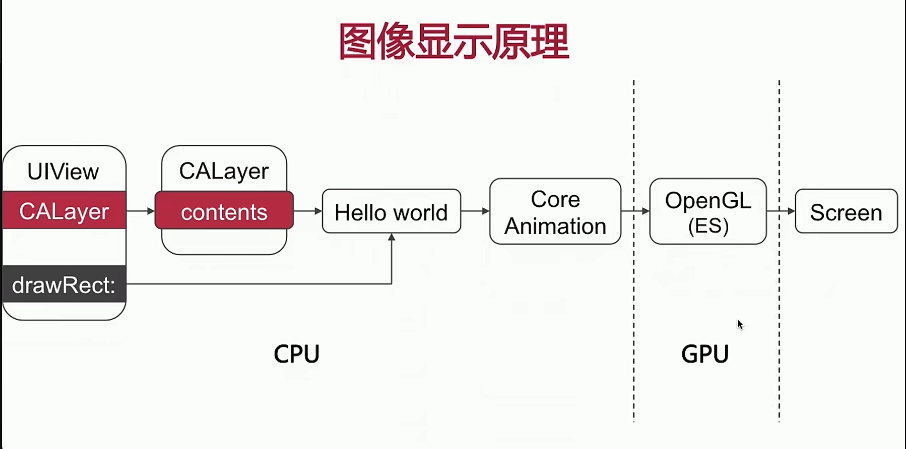 图像显示原理
UIView
CALayer
drawRect:
CALayer
contents
Hello world
Core
Animation
OpenGL
(ES)
Screen
CPU
GPU